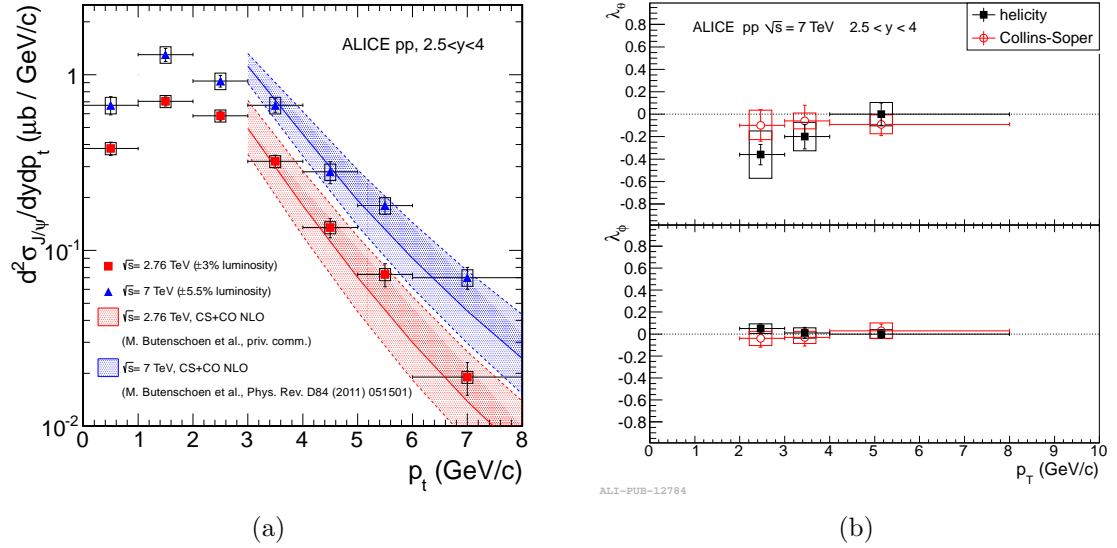 ALICE pp, 2.5<y<4
d²σ_J/ψ/dydp_t (μb / GeV/c)
1
10⁻¹
10⁻²
√s= 2.76 TeV (±3% luminosity)
√s= 7 TeV (±5.5% luminosity)
√s= 2.76 TeV, CS+CO NLO
(M. Butenschoen et al., priv. comm.)
√s= 7 TeV, CS+CO NLO
(M. Butenschoen et al., Phys. Rev. D84 (2011) 051501)
0 1 2 3 4 5 6 7 8
p_t (GeV/c)
(a)
λ_θ
ALICE pp √s = 7 TeV 2.5 < y < 4
helicity
Collins-Soper
0.8
0.6
0.4
0.2
0
-0.2
-0.4
-0.6
-0.8
λ_φ
0.8
0.6
0.4
0.2
0
-0.2
-0.4
-0.6
-0.8
0 1 2 3 4 5 6 7 8 9 10
p_T (GeV/c)
ALI-PUB-12784
(b)